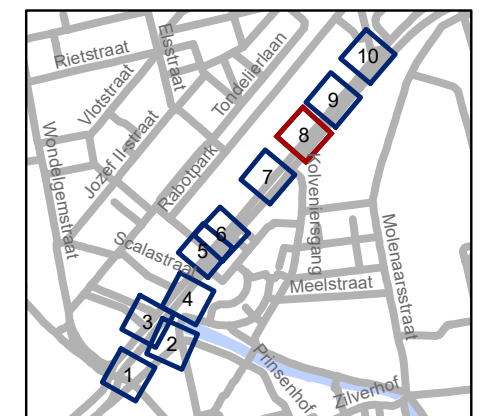 10
Rietstraat
Elsstraat
Tondelierlaan
Vlotstraat
9
Jozef II-straat
8
Wondelgemstraat
Rabotpark
7
Kolveniersgang
6
5
Scalastraat
Molenaarsstraat
Meelstraat
4
3
2
1
Prinsenhof
Zilverhof